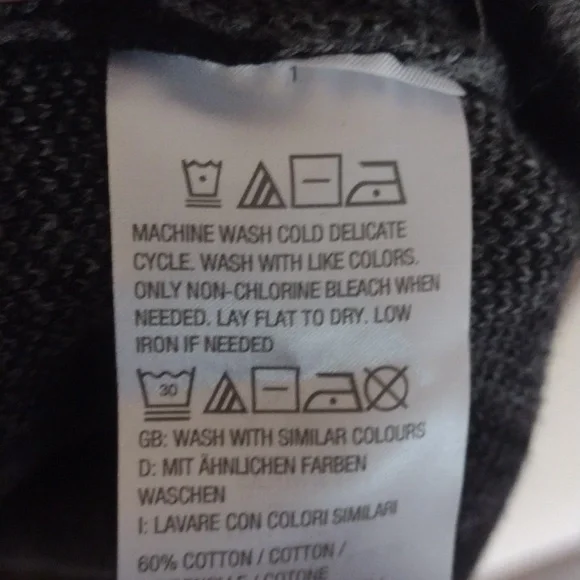 1
MACHINE WASH COLD DELICATE
CYCLE. WASH WITH LIKE COLORS.
ONLY NON-CHLORINE BLEACH WHEN
NEEDED. LAY FLAT TO DRY. LOW
IRON IF NEEDED
30
GB: WASH WITH SIMILAR COLOURS
D: MIT ÄHNLICHEN FARBEN
WASCHEN
I: LAVARE CON COLORI SIMILARI
60% COTTON / COTTON /
/ COTONE